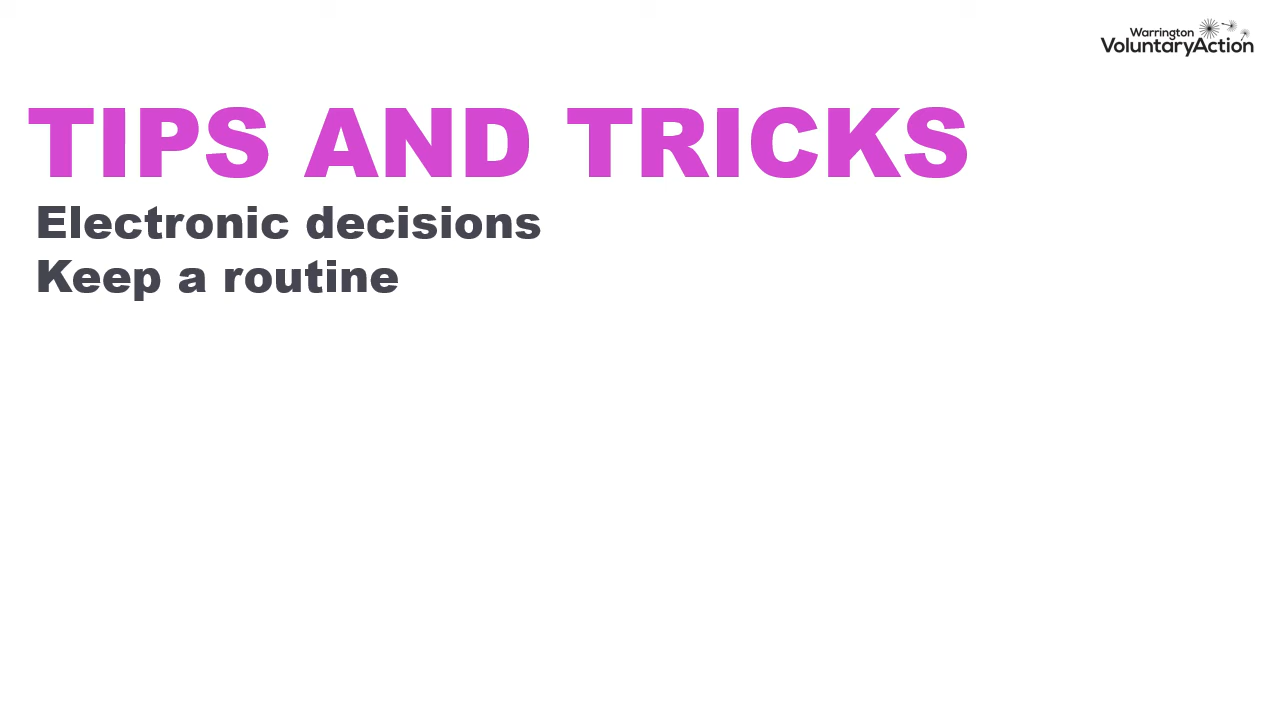 Warrington
VoluntaryAction
TIPS AND TRICKS
Electronic decisions
Keep a routine